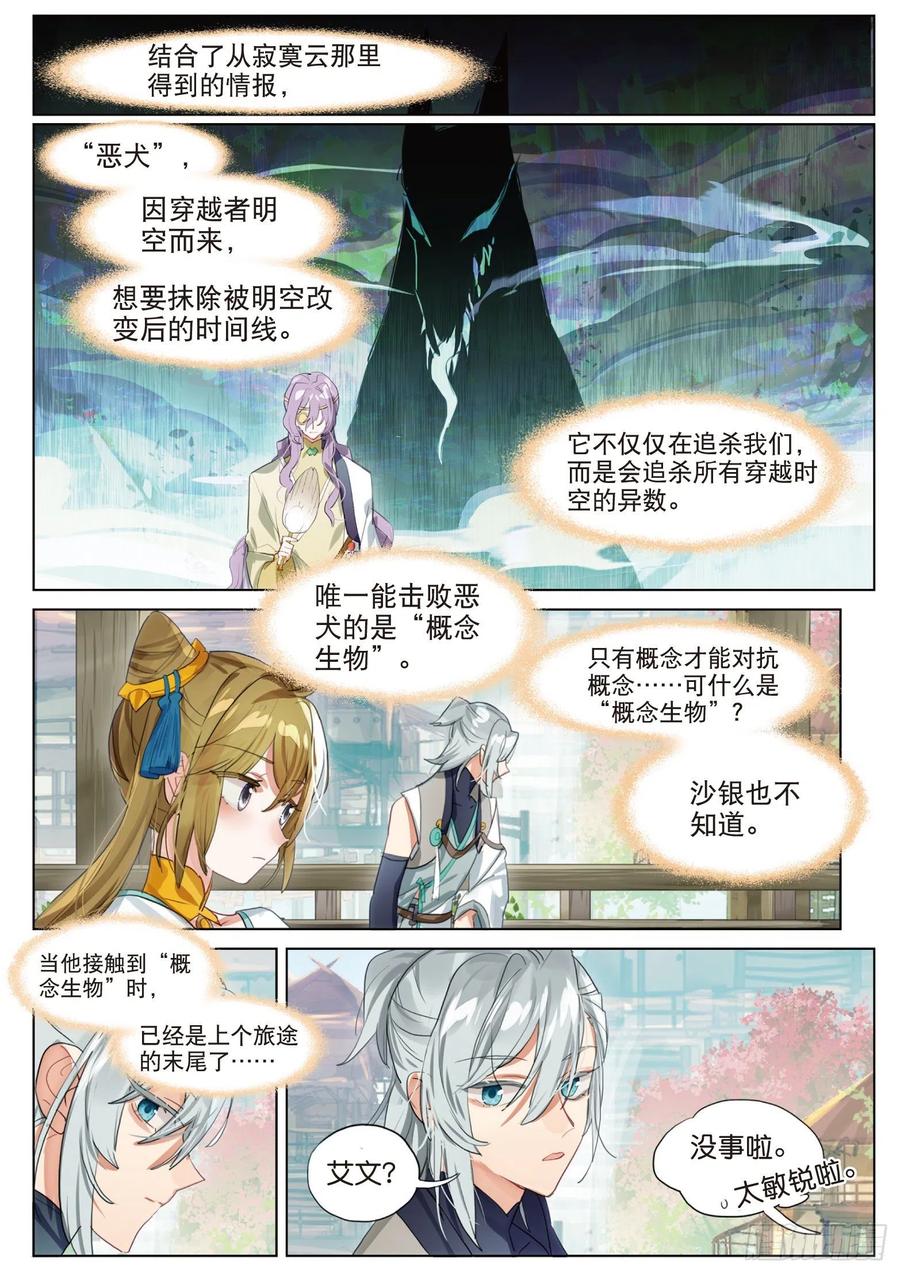 结合了从寂寞云那里
得到的情报，
“恶犬”，
因穿越者明
空而来，
想要抹除被明空改
变后的时间线。
它不仅仅在追杀我们，
而是会追杀所有穿越时
空的异数。
唯一能击败恶
犬的是“概念
生物”。
只有概念才能对抗
概念……可什么是
“概念生物”？
沙银也不
知道。
当他接触到“概
念生物”时，
已经是上个旅途
的末尾了……
艾文？
没事啦。
太敏锐啦。